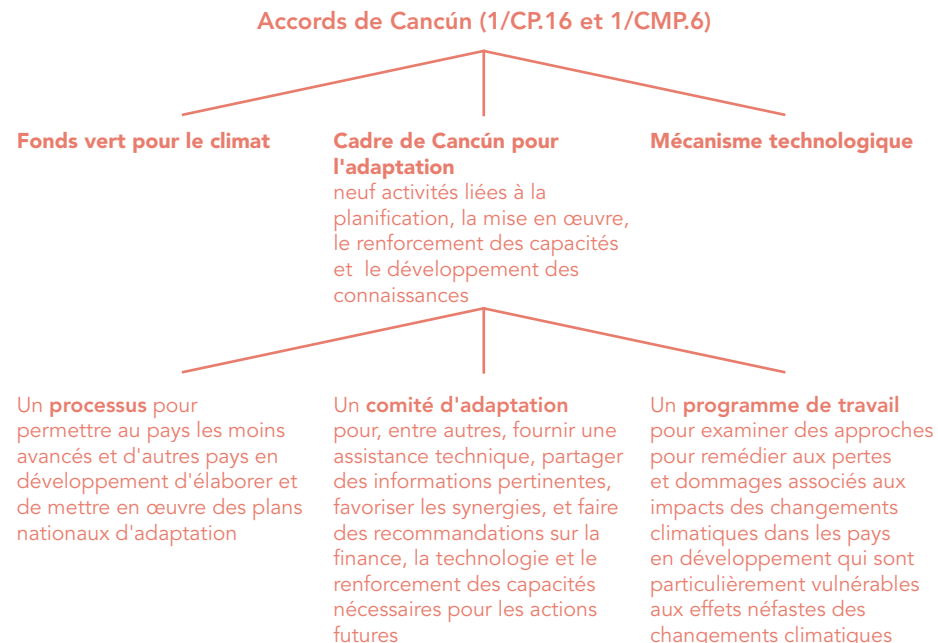 Accords de Cancún (1/CP.16 et 1/CMP.6)
Fonds vert pour le climat
Cadre de Cancún pour
l'adaptation
neuf activités liées à la
planification, la mise en œuvre,
le renforcement des capacités
et le développement des
connaissances
Mécanisme technologique
Un processus pour
permettre au pays les moins
avancés et d'autres pays en
développement d'élaborer et
de mettre en œuvre des plans
nationaux d'adaptation
Un comité d'adaptation
pour, entre autres, fournir une
assistance technique, partager
des informations pertinentes,
favoriser les synergies, et faire
des recommandations sur la
finance, la technologie et le
renforcement des capacités
nécessaires pour les actions
futures
Un programme de travail
pour examiner des approches
pour remédier aux pertes
et dommages associés aux
impacts des changements
climatiques dans les pays
en développement qui sont
particulièrement vulnérables
aux effets néfastes des
changements climatiques